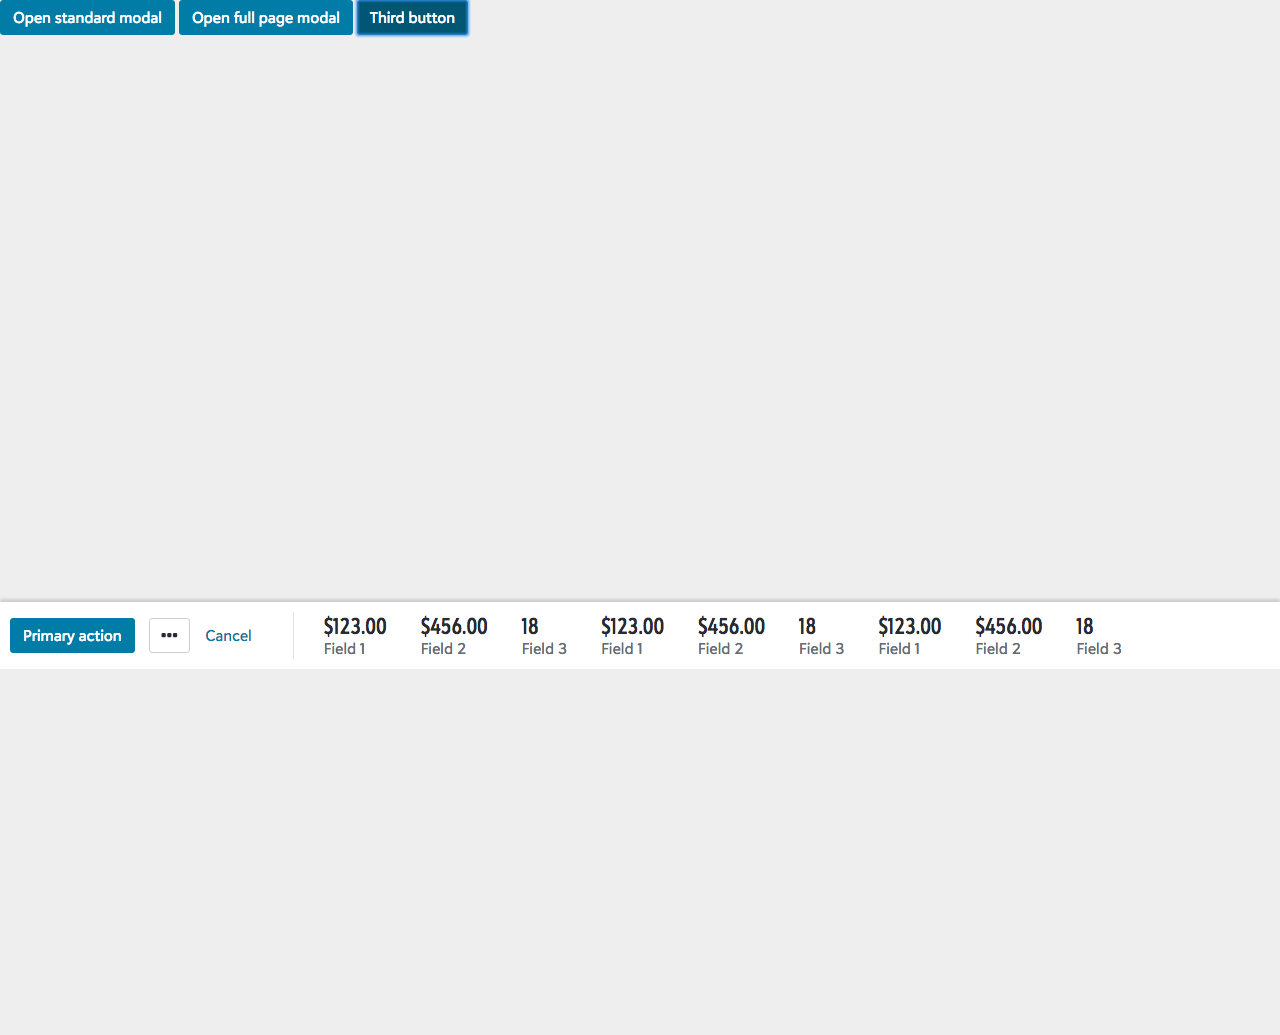 Open standard modal Open full page modal Third button
Primary action ••• Cancel
$123.00 $456.00 18 $123.00 $456.00 18 $123.00 $456.00 18
Field 1 Field 2 Field 3 Field 1 Field 2 Field 3 Field 1 Field 2 Field 3